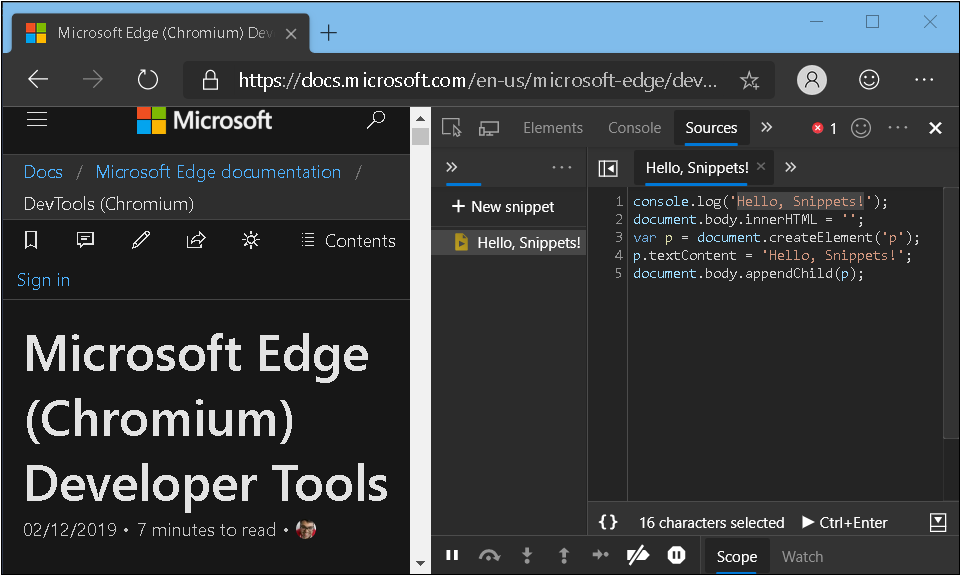 Microsoft Edge (Chromium) Dev
https://docs.microsoft.com/en-us/microsoft-edge/dev...
Microsoft
Docs / Microsoft Edge documentation /
DevTools (Chromium)
Contents
Sign in
Microsoft Edge
(Chromium)
Developer Tools
02/12/2019 • 7 minutes to read •
Elements Console Sources » 1
» ...
+ New snippet
Hello, Snippets!
Hello, Snippets! × »
1 console.log('Hello, Snippets!');
2 document.body.innerHTML = '';
3 var p = document.createElement('p');
4 p.textContent = 'Hello, Snippets!';
5 document.body.appendChild(p);
{} 16 characters selected ▶ Ctrl+Enter
Scope Watch